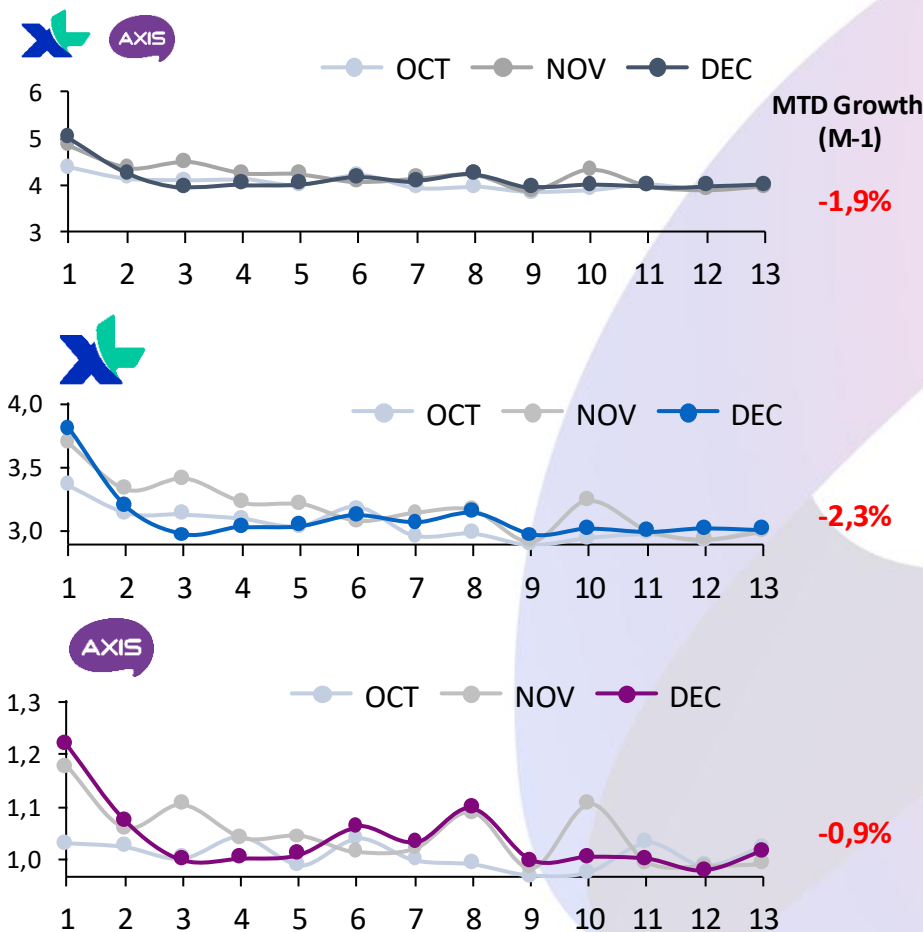 XL AXIS
OCT NOV DEC
MTD Growth
(M-1)
6
5
4
3
-1,9%
1 2 3 4 5 6 7 8 9 10 11 12 13
XL
OCT NOV DEC
4,0
3,5
3,0
-2,3%
1 2 3 4 5 6 7 8 9 10 11 12 13
AXIS
OCT NOV DEC
1,3
1,2
1,1
1,0
-0,9%
1 2 3 4 5 6 7 8 9 10 11 12 13